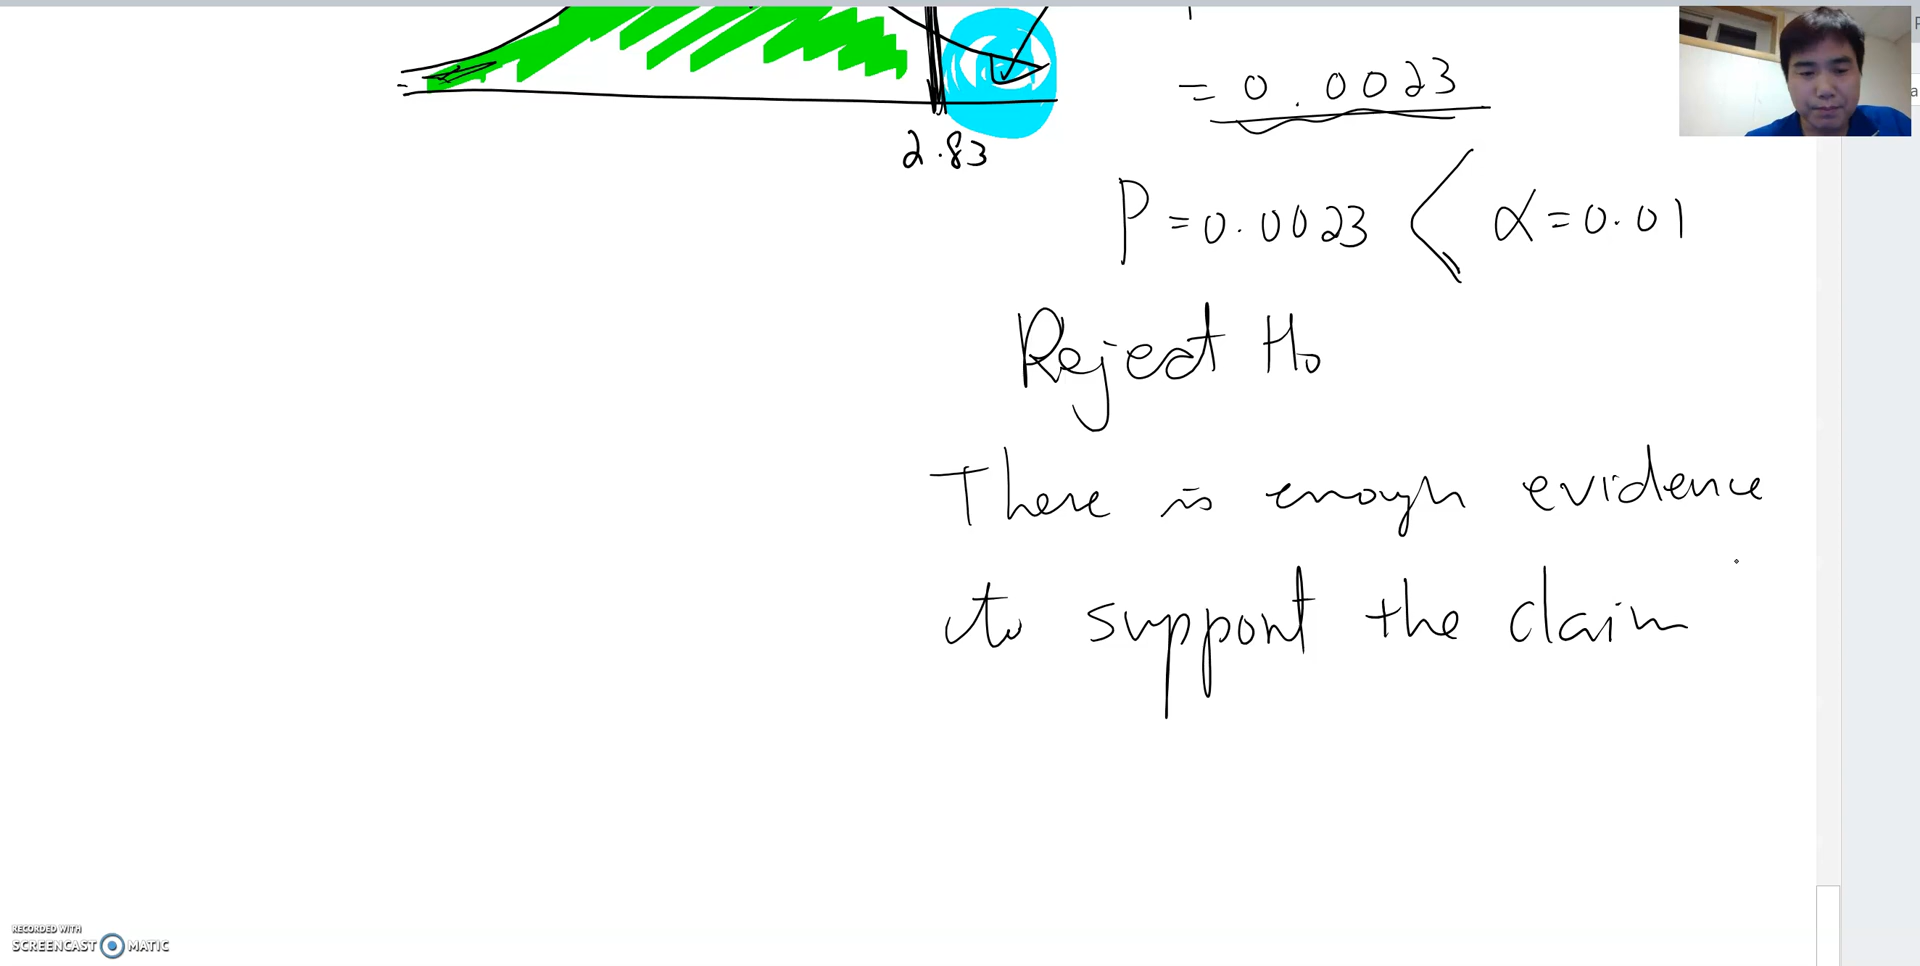 = 0.0023
2.83
P = 0.0023 < α = 0.01
Reject H₀
There is enough evidence
to support the claim
RECORDED WITH
SCREENCAST MATIC